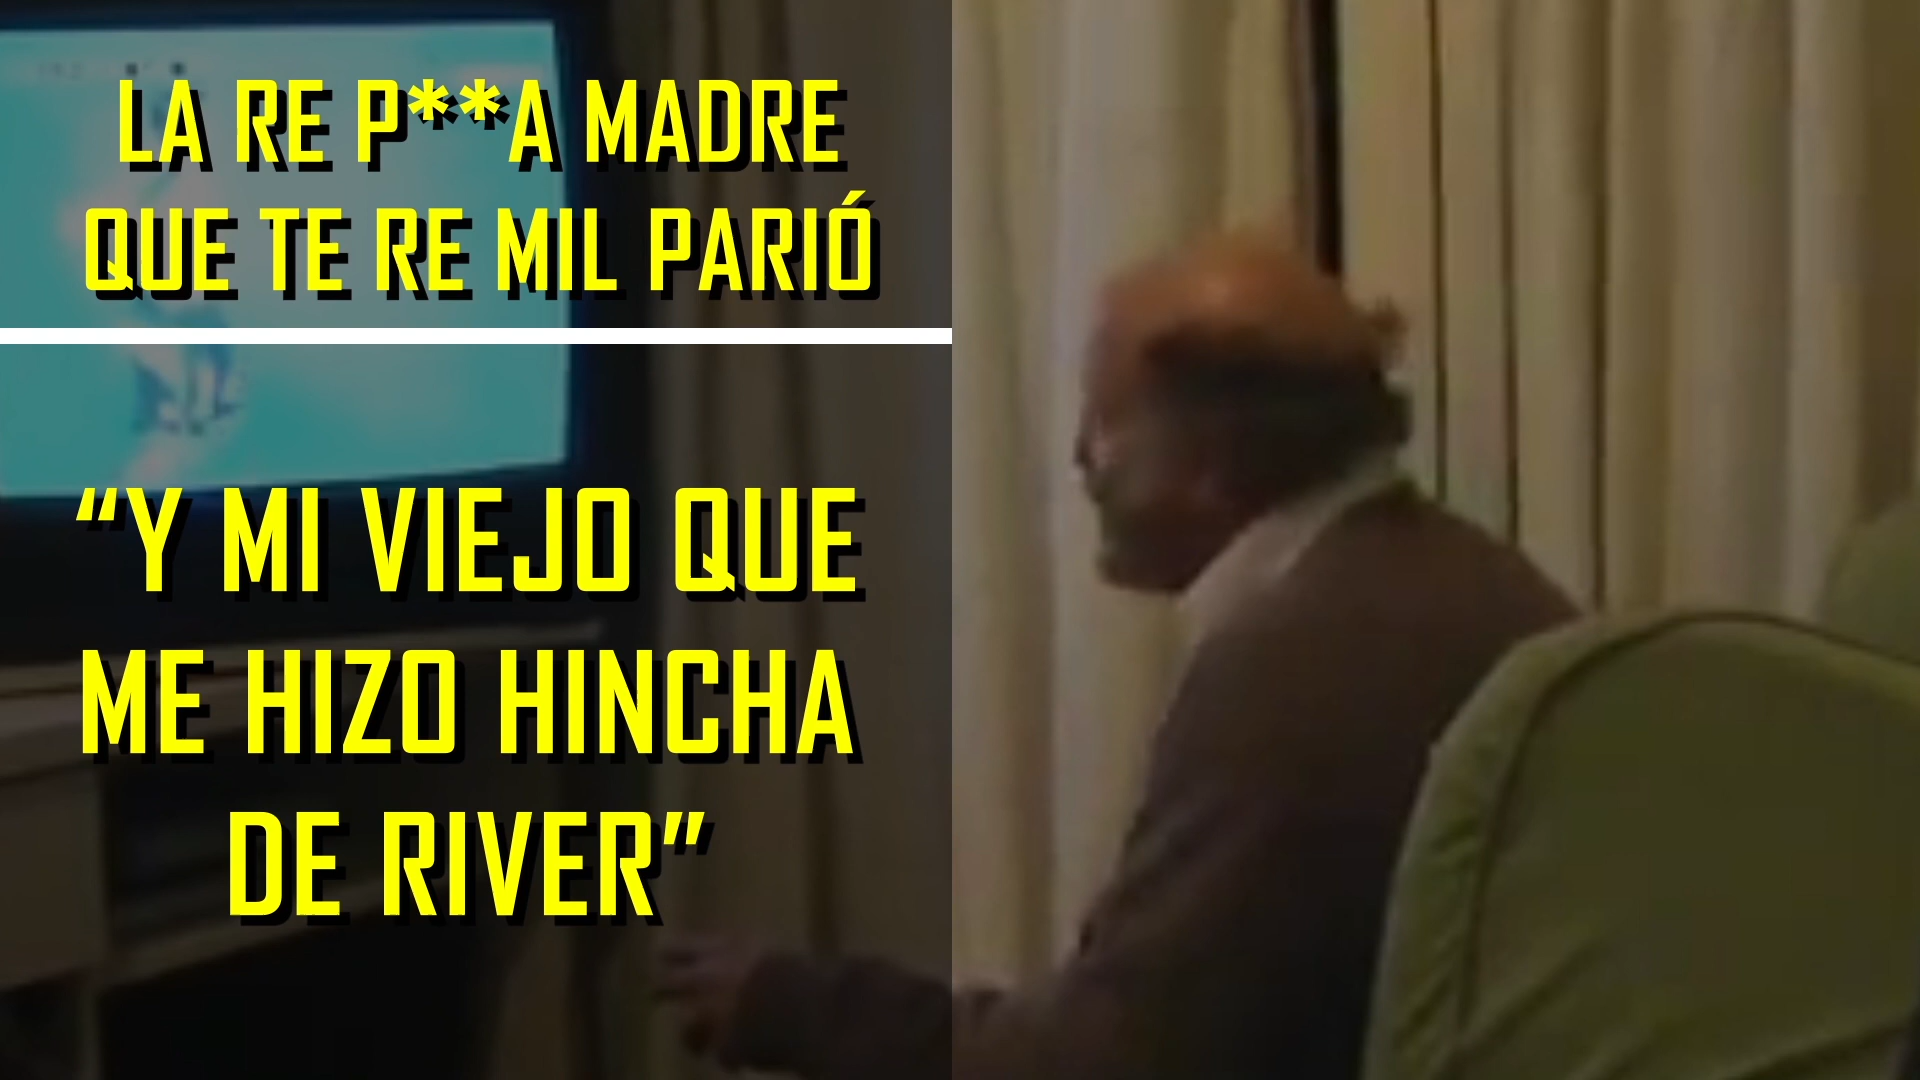 LA RE P**A MADRE
QUE TE RE MIL PARIÓ
“Y MI VIEJO QUE
ME HIZO HINCHA
DE RIVER”